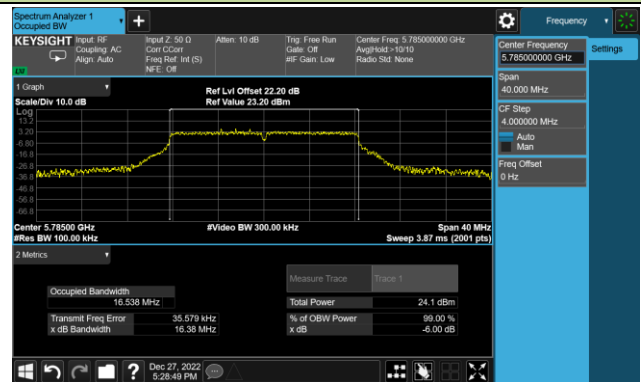 Spectrum Analyzer 1
Occupied BW
Frequency
KEYSIGHT
Input: RF
Coupling: AC
Align: Auto
Input Z: 50 Ω
Corr CCorr
Freq Ref: Int (S)
NFE: Off
Atten: 10 dB
Trig: Free Run
Gate: Off
#IF Gain: Low
Center Freq: 5.785000000 GHz
Avg|Hold:>10/10
Radio Std: None
Center Frequency
5.785000000 GHz
Settings
Span
40.000 MHz
CF Step
4.000000 MHz
Auto
Man
Freq Offset
0 Hz
1 Graph
Scale/Div 10.0 dB
Ref Lvl Offset 22.20 dB
Ref Value 23.20 dBm
Log
13.2
3.20
-6.80
-16.8
-26.8
-36.8
-46.8
-56.8
-66.8
Center 5.78500 GHz
#Video BW 300.00 kHz
Span 40 MHz
#Res BW 100.00 kHz
Sweep 3.87 ms (2001 pts)
2 Metrics
Measure Trace
Trace 1
Occupied Bandwidth
16.538 MHz
Total Power
24.1 dBm
Transmit Freq Error
35.579 kHz
% of OBW Power
99.00 %
x dB Bandwidth
16.38 MHz
x dB
-6.00 dB
Dec 27, 2022
5:28:49 PM